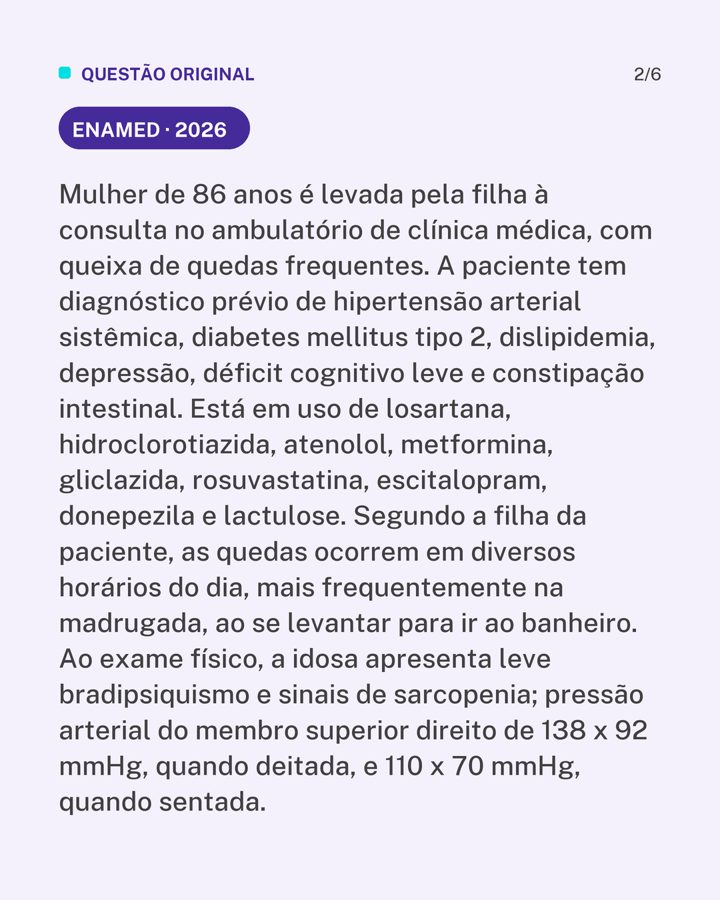 QUESTÃO ORIGINAL
2/6
ENAMED · 2026
Mulher de 86 anos é levada pela filha à
consulta no ambulatório de clínica médica, com
queixa de quedas frequentes. A paciente tem
diagnóstico prévio de hipertensão arterial
sistêmica, diabetes mellitus tipo 2, dislipidemia,
depressão, déficit cognitivo leve e constipação
intestinal. Está em uso de losartana,
hidroclorotiazida, atenolol, metformina,
gliclazida, rosuvastatina, escitalopram,
donepezila e lactulose. Segundo a filha da
paciente, as quedas ocorrem em diversos
horários do dia, mais frequentemente na
madrugada, ao se levantar para ir ao banheiro.
Ao exame físico, a idosa apresenta leve
bradipsiquismo e sinais de sarcopenia; pressão
arterial do membro superior direito de 138 x 92
mmHg, quando deitada, e 110 x 70 mmHg,
quando sentada.